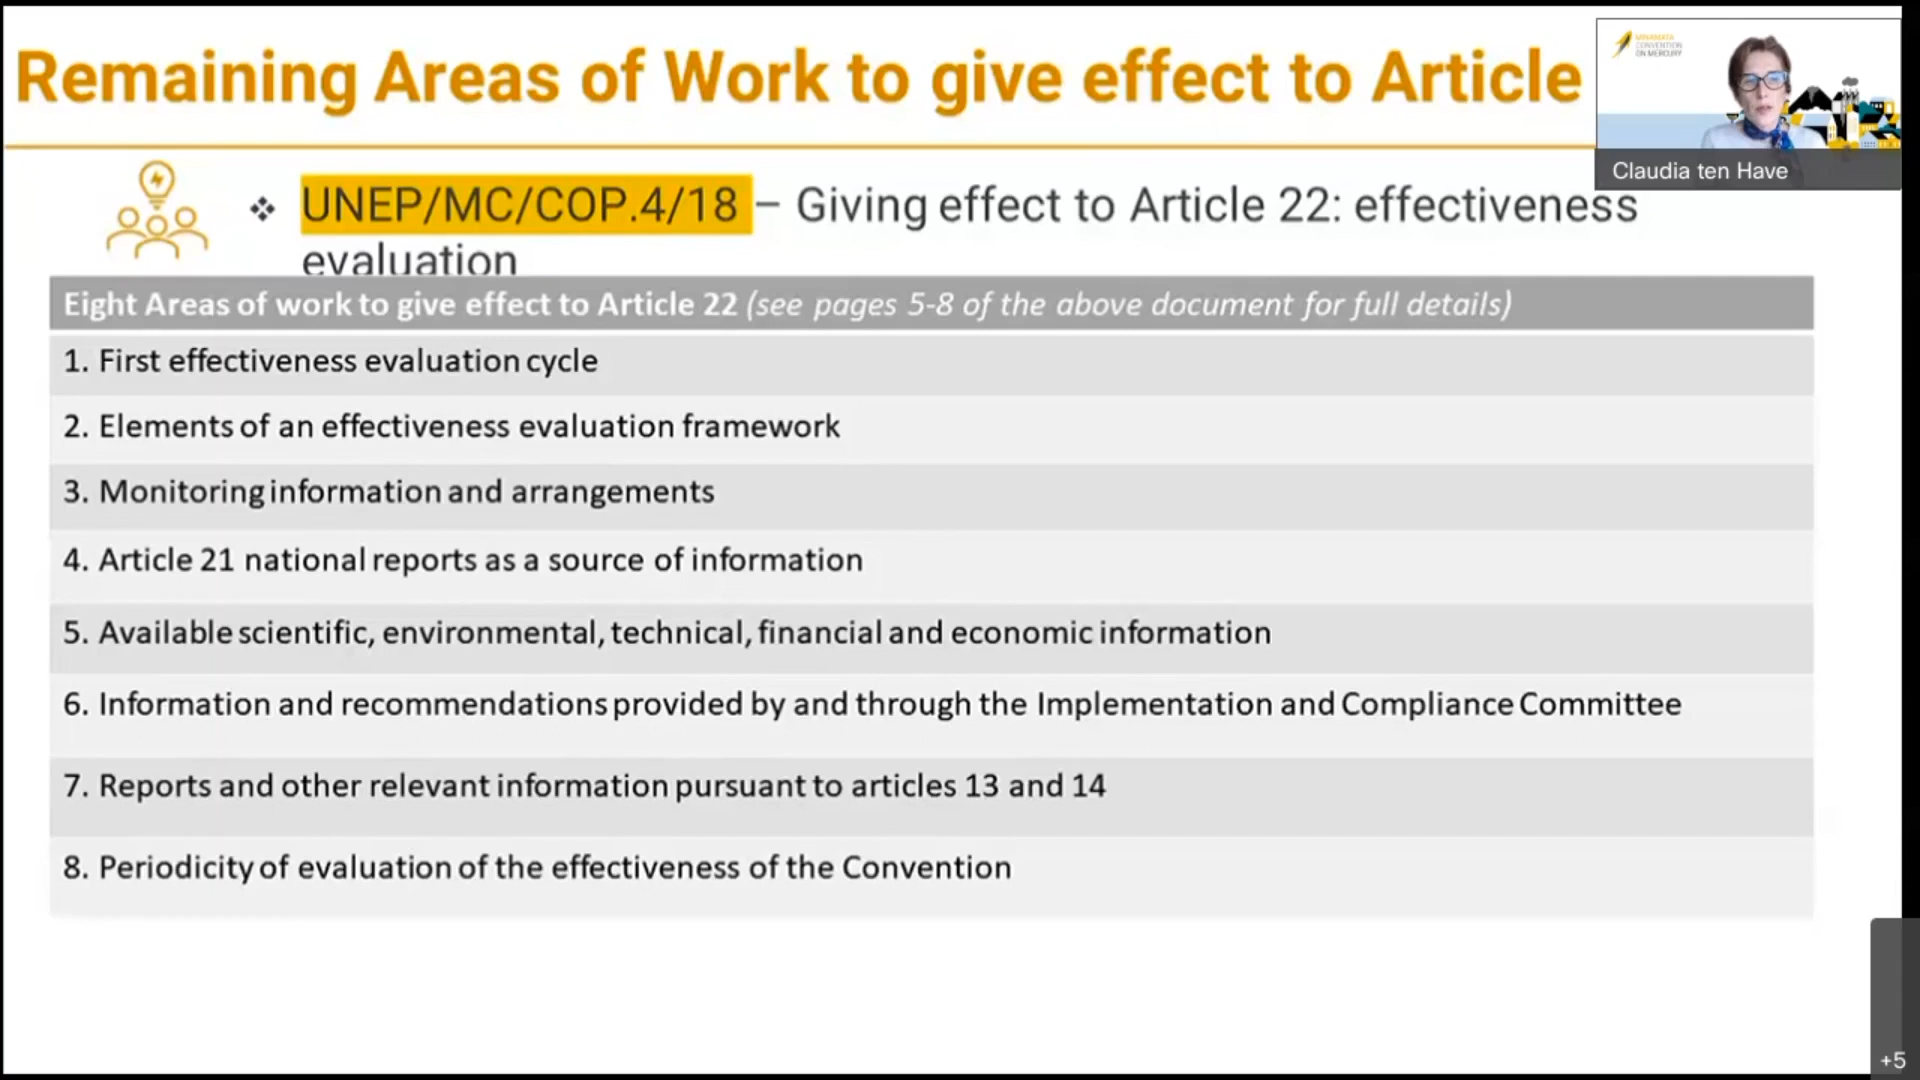 Remaining Areas of Work to give effect to Article
MINAMATA
CONVENTION
ON MERCURY
Claudia ten Have
❖ UNEP/MC/COP.4/18 – Giving effect to Article 22: effectiveness
evaluation
Eight Areas of work to give effect to Article 22 (see pages 5-8 of the above document for full details)
1. First effectiveness evaluation cycle
2. Elements of an effectiveness evaluation framework
3. Monitoring information and arrangements
4. Article 21 national reports as a source of information
5. Available scientific, environmental, technical, financial and economic information
6. Information and recommendations provided by and through the Implementation and Compliance Committee
7. Reports and other relevant information pursuant to articles 13 and 14
8. Periodicity of evaluation of the effectiveness of the Convention
+5